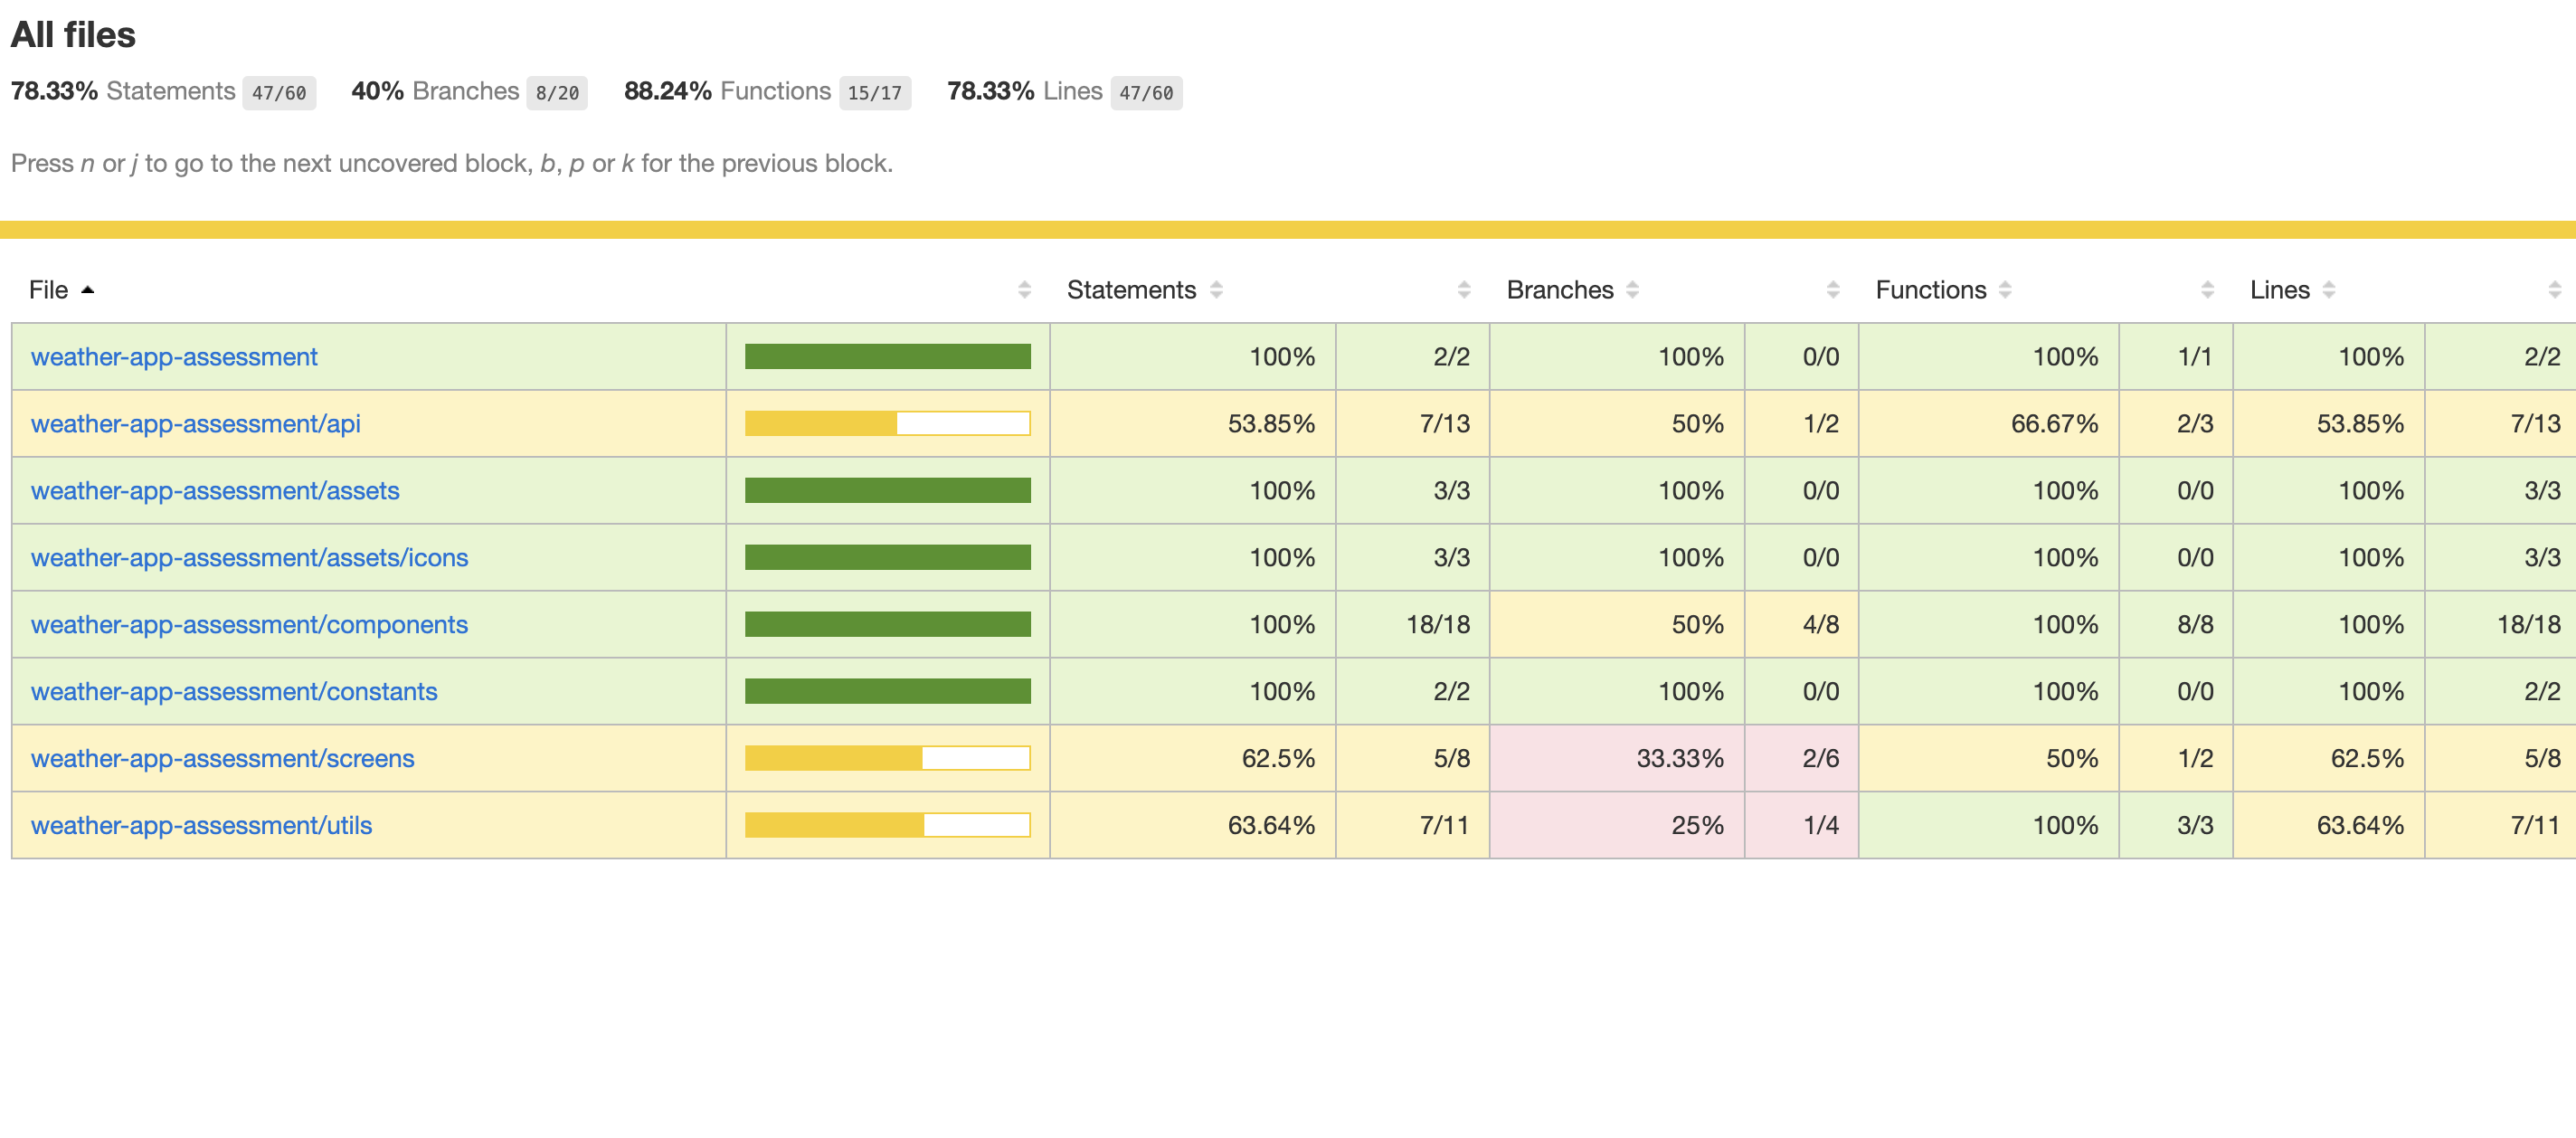 All files
78.33% Statements 47/60 40% Branches 8/20 88.24% Functions 15/17 78.33% Lines 47/60
Press n or j to go to the next uncovered block, b, p or k for the previous block.
File Statements Branches Functions Lines
weather-app-assessment 100% 2/2 100% 0/0 100% 1/1 100% 2/2
weather-app-assessment/api 53.85% 7/13 50% 1/2 66.67% 2/3 53.85% 7/13
weather-app-assessment/assets 100% 3/3 100% 0/0 100% 0/0 100% 3/3
weather-app-assessment/assets/icons 100% 3/3 100% 0/0 100% 0/0 100% 3/3
weather-app-assessment/components 100% 18/18 50% 4/8 100% 8/8 100% 18/18
weather-app-assessment/constants 100% 2/2 100% 0/0 100% 0/0 100% 2/2
weather-app-assessment/screens 62.5% 5/8 33.33% 2/6 50% 1/2 62.5% 5/8
weather-app-assessment/utils 63.64% 7/11 25% 1/4 100% 3/3 63.64% 7/11